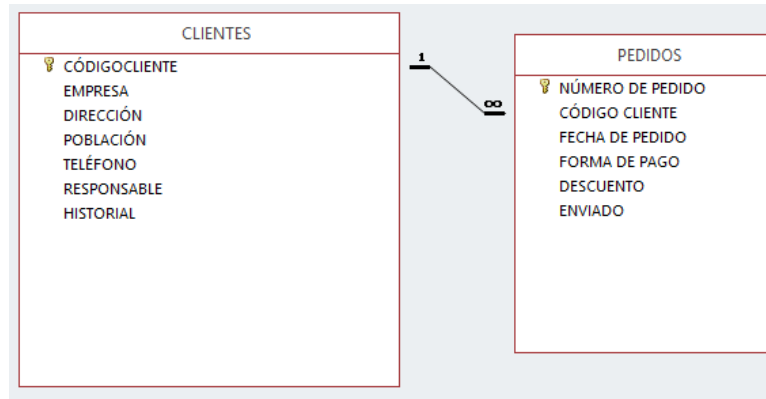 CLIENTES
CÓDIGOCLIENTE
EMPRESA
DIRECCIÓN
POBLACIÓN
TELÉFONO
RESPONSABLE
HISTORIAL
1
∞
PEDIDOS
NÚMERO DE PEDIDO
CÓDIGO CLIENTE
FECHA DE PEDIDO
FORMA DE PAGO
DESCUENTO
ENVIADO